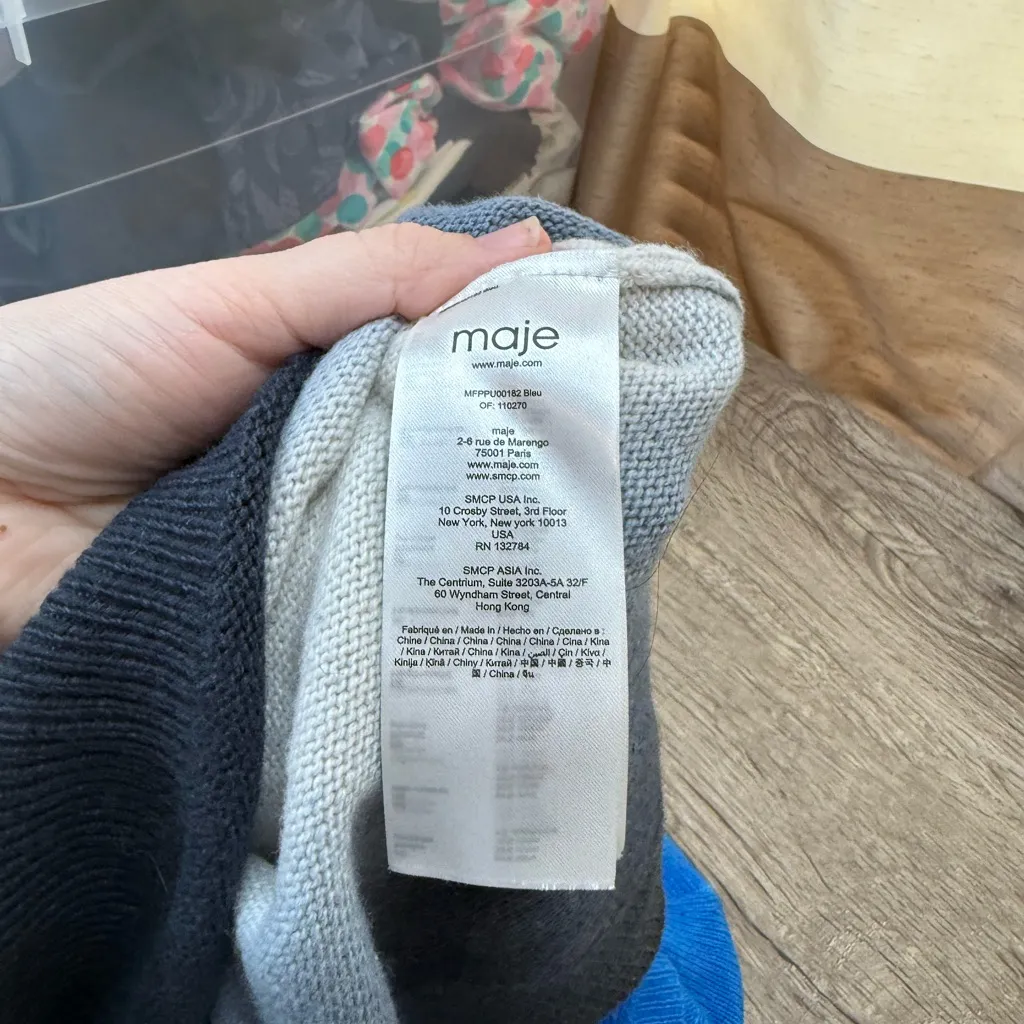 maje
www.maje.com
MFPPU00182 Bleu
OF: 110270
maje
2-6 rue de Marengo
75001 Paris
www.maje.com
www.smcp.com
SMCP USA Inc.
10 Crosby Street, 3rd Floor
New York, New york 10013
USA
RN 132784
SMCP ASIA Inc.
The Centrium, Suite 3203A-5A 32/F
60 Wyndham Street, Central
Hong Kong
Fabriqué en / Made in / Hecho en / Сделано в :
Chine / China / China / China / Chine / Cina / Kina
/ Kina / Китай / China / Kina / الصين / Çin / Κίνα /
Kinija / Ķīnā / Chiny / Китай / 中国 / 中國 / 중국 / 中
国 / China / จีน